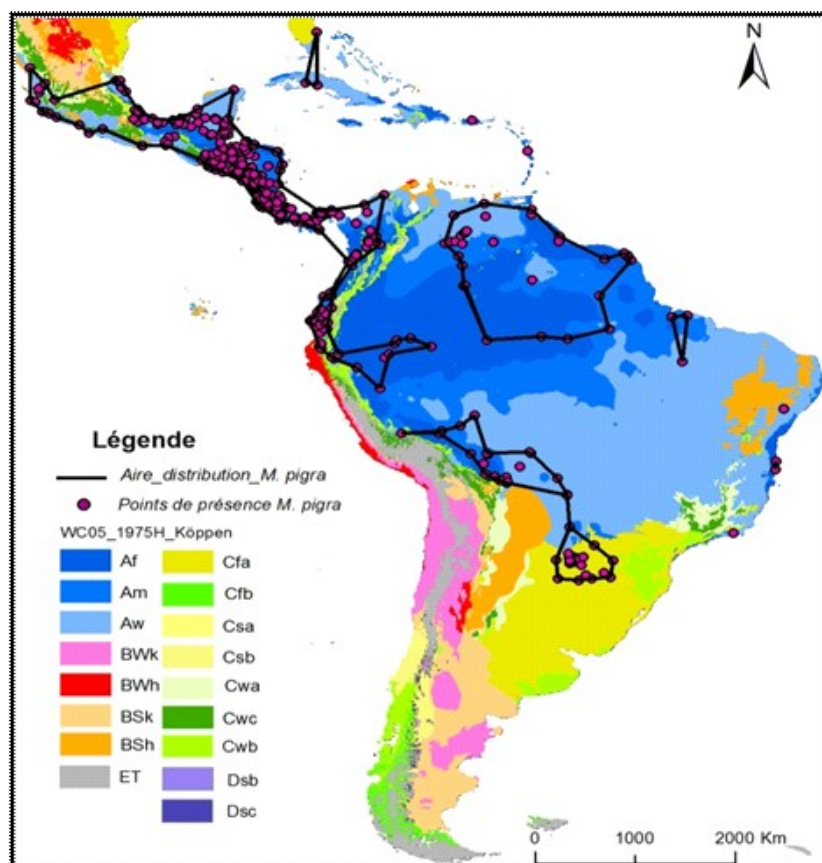 N
Légende
Aire_distribution_M. pigra
Points de présence M. pigra
WC05_1975H_Köppen
Af
Am
Aw
BWk
BWh
BSk
BSh
ET
Cfa
Cfb
Csa
Csb
Cwa
Cwc
Cwb
Dsb
Dsc
0 1000 2000 Km